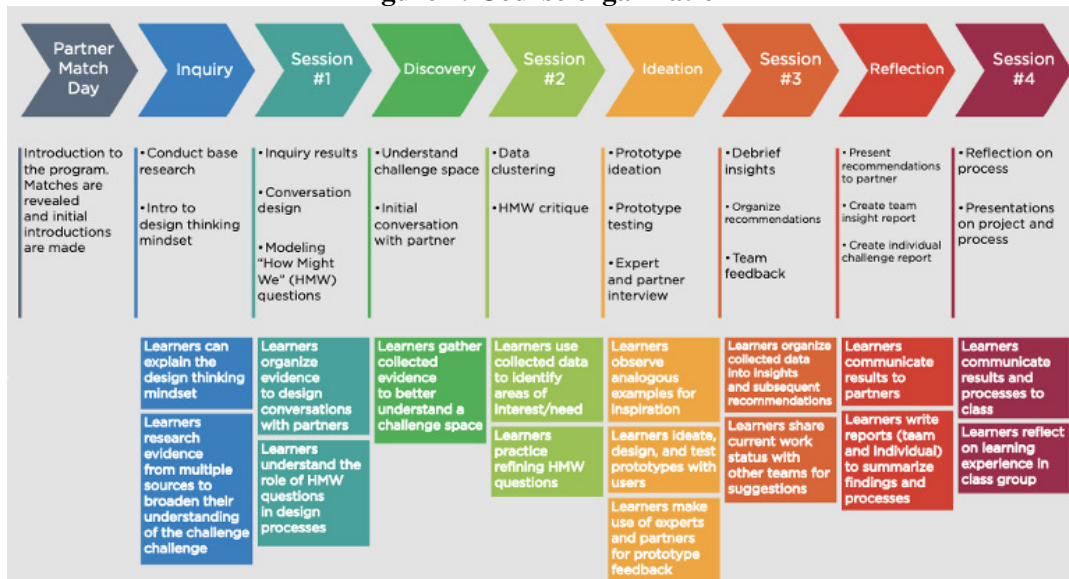 Partner
Match
Day
Inquiry
Session
#1
Discovery
Session
#2
Ideation
Session
#3
Reflection
Session
#4
Introduction to
the program.
Matches are
revealed
and initial
introductions
are made
• Conduct base
research
• Intro to
design thinking
mindset
• Inquiry results
• Conversation
design
• Modeling
"How Might
We" (HMW)
questions
• Understand
challenge space
• Initial
conversation
with partner
• Data
clustering
• HMW critique
• Prototype
ideation
• Prototype
testing
• Expert
and partner
interview
• Debrief
insights
• Organize
recommendations
• Team
feedback
• Present
recommendations
to partner
• Create team
insight report
• Create individual
challenge report
• Reflection on
process
• Presentations
on project and
process
Learners can
explain the
design thinking
mindset
Learners
research
evidence
from multiple
sources to
broaden their
understanding
of the challenge
challenge
Learners
organize
evidence
to design
conversations
with partners
Learners
understand the
role of HMW
questions
in design
processes
Learners gather
collected
evidence
to better
understand a
challenge space
Learners use
collected data
to identify
areas of
interest/need
Learners
practice
refining HMW
questions
Learners
observe
analogous
examples for
inspiration
Learners ideate,
design, and test
prototypes with
users
Learners make
use of experts
and partners
for prototype
feedback
Learners organize
collected data
into insights
and subsequent
recommendations
Learners share
current work
status with
other teams for
suggestions
Learners
communicate
results to
partners
Learners write
reports (team
and individual)
to summarize
findings and
processes
Learners
communicate
results and
processes to
class
Learners reflect
on learning
experience in
class group